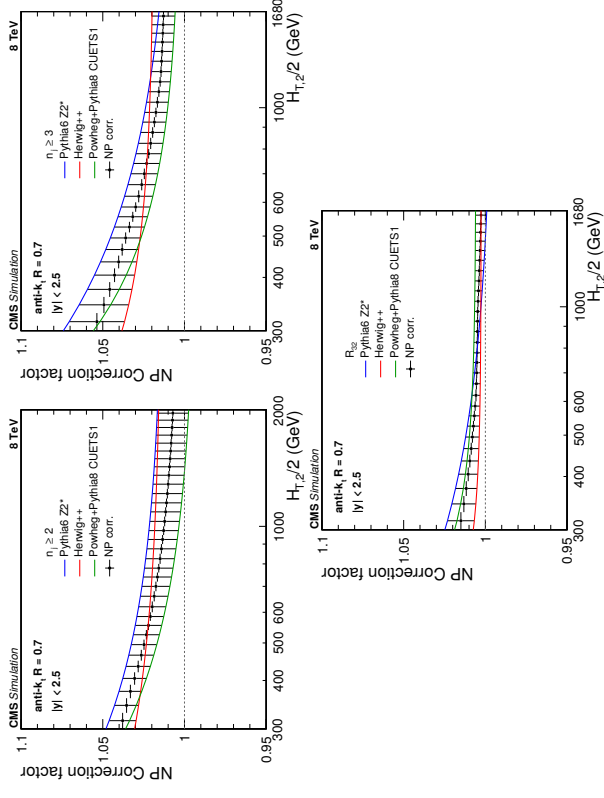 CMS Simulation 8 TeV
anti-kt R = 0.7
|y| < 2.5
nj ≥ 2
Pythia6 Z2*
Herwig++
Powheg+Pythia8 CUETS1
NP corr.
NP Correction factor
1.1
1.05
1
0.95
300 400 500 600 1000 2000
HT,2/2 (GeV)
CMS Simulation 8 TeV
anti-kt R = 0.7
|y| < 2.5
nj ≥ 3
Pythia6 Z2*
Herwig++
Powheg+Pythia8 CUETS1
NP corr.
NP Correction factor
1.1
1.05
1
0.95
300 400 500 600 1000 1680
HT,2/2 (GeV)
CMS Simulation 8 TeV
anti-kt R = 0.7
|y| < 2.5
R32
Pythia6 Z2*
Herwig++
Powheg+Pythia8 CUETS1
NP corr.
NP Correction factor
1.1
1.05
1
0.95
300 400 500 600 1000 1680
HT,2/2 (GeV)